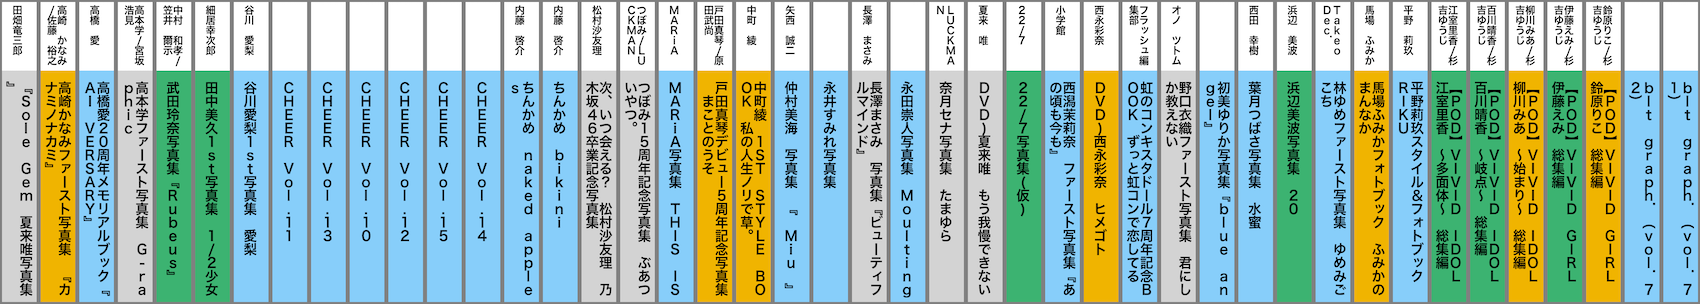 blt graph. (vol.7
1)
blt graph. (vol.7
2)
鈴原りこ/杉
吉ゆうじ
【POD】VIVID GIRL
鈴原りこ 総集編
伊藤えみ/杉
吉ゆうじ
【POD】VIVID GIRL
伊藤えみ 総集編
柳川みあ/杉
吉ゆうじ
【POD】VIVID IDOL
柳川みあ ～始まり～ 総集編
百川晴香/杉
吉ゆうじ
【POD】VIVID IDOL
百川晴香 ～岐点～ 総集編
江室里香/杉
吉ゆうじ
【POD】VIVID IDOL
江室里香 ～多面体～ 総集編
平野 莉玖
平野莉玖スタイル&フォトブック
RIKU
馬場 ふみか
馬場ふみかフォトブック ふみかの
まんなか
Takeo
Dec.
林ゆめファースト写真集 ゆめみご
こち
浜辺 美波
浜辺美波写真集 20
西田 幸樹
葉月つばさ写真集 水蜜
初美ゆりか写真集『blue an
gel』
オノ ツトム
野口衣織ファースト写真集 君にし
か教えない
フラッシュ編
集部
虹のコンキスタドール7周年記念B
OOK ずっと虹コンで恋してる
西永彩奈
DVD)西永彩奈 ヒメゴト
小学館
西潟茉莉奈 ファースト写真集『あ
の頃も今も』
22/7
22/7写真集(仮)
夏来 唯
DVD)夏来唯 もう我慢できない
LUCKMA
N
奈月セナ写真集 たまゆら
永田崇人写真集 Moulting
長澤 まさみ
長澤まさみ 写真集『ビューティフ
ルマインド』
永井すみれ写真集
矢西 誠二
仲村美海 写真集 『 Miu 』
中町 綾
中町綾 1ST STYLE BO
OK 私の人生ノリで草。
戸田真琴/原
田武尚
戸田真琴デビュー5周年記念写真集
まことのうそ
MARiA
MARiA写真集 THIS IS
つぼみ/LU
CKMAN
つぼみ15周年記念写真集 ぶあつ
いやつ。
松村沙友理
次、いつ会える? 松村沙友理 乃
木坂46卒業記念写真集
内藤 啓介
ちんかめ bikini
内藤 啓介
ちんかめ naked apple
s
CHEER Vol.14
CHEER Vol.15
CHEER Vol.12
CHEER Vol.10
CHEER Vol.13
CHEER Vol.11
谷川 愛梨
谷川愛梨1st写真集 愛梨
細居幸次郎
田中美久1st写真集 1/2少女
中村 和孝/
笠井 爾示
武田玲奈写真集『Rubeus』
高本学/宮坂
浩見
高本学ファースト写真集 G-ra
phic
高橋 愛
高橋愛20周年メモリアルブック『
AI VERSARY』
高崎 かなみ
/佐藤 裕之
高崎かなみファースト写真集 『カ
ナミノナカミ』
田畑竜三郎
『Sole Gem 夏来唯写真集
』